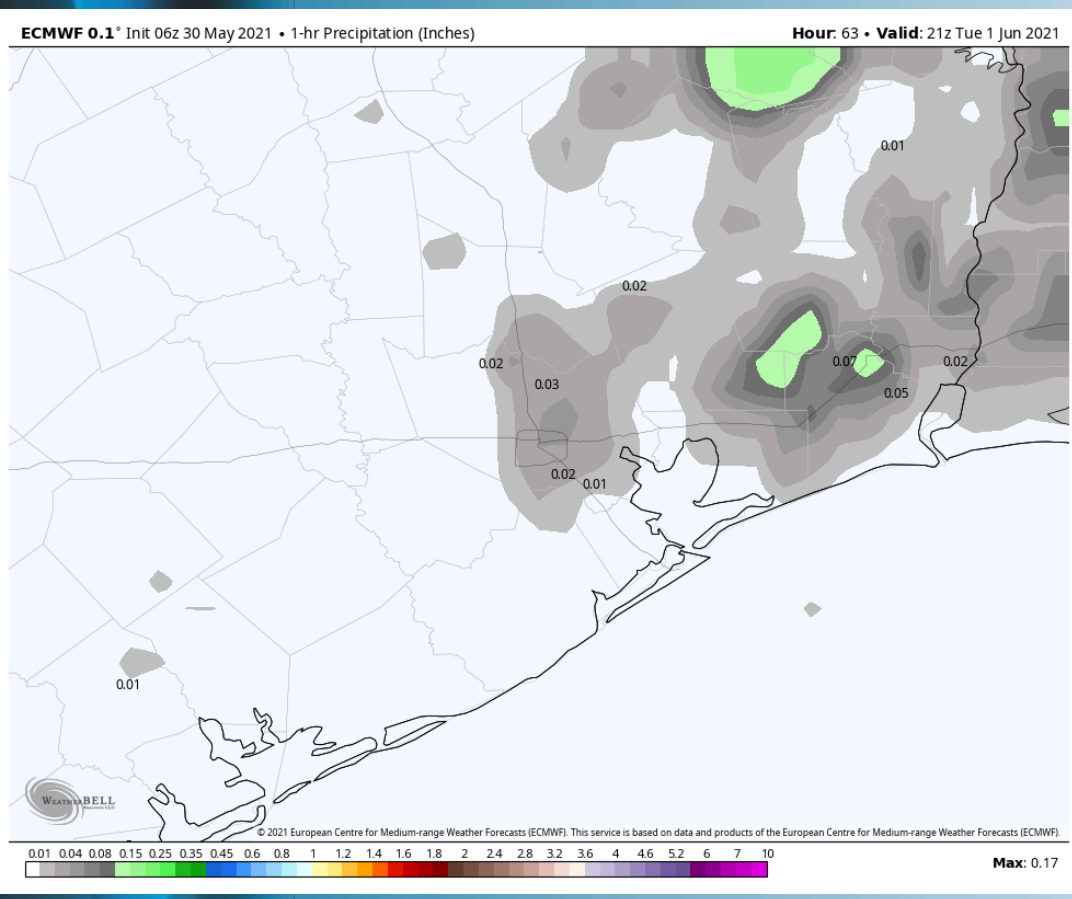 ECMWF 0.1° Init 06z 30 May 2021 • 1-hr Precipitation (Inches)
Hour: 63 • Valid: 21z Tue 1 Jun 2021
0.01
0.02
0.02
0.07
0.02
0.03
0.05
0.02
0.01
0.01
WEATHERBELL
© 2021 European Centre for Medium-range Weather Forecasts (ECMWF). This service is based on data and products of the European Centre for Medium-range Weather Forecasts (ECMWF).
0.01 0.04 0.08 0.15 0.25 0.35 0.45 0.6 0.8 1 1.2 1.4 1.6 1.8 2 2.4 2.8 3.2 3.6 4 4.6 5.2 6 7 10
Max: 0.17